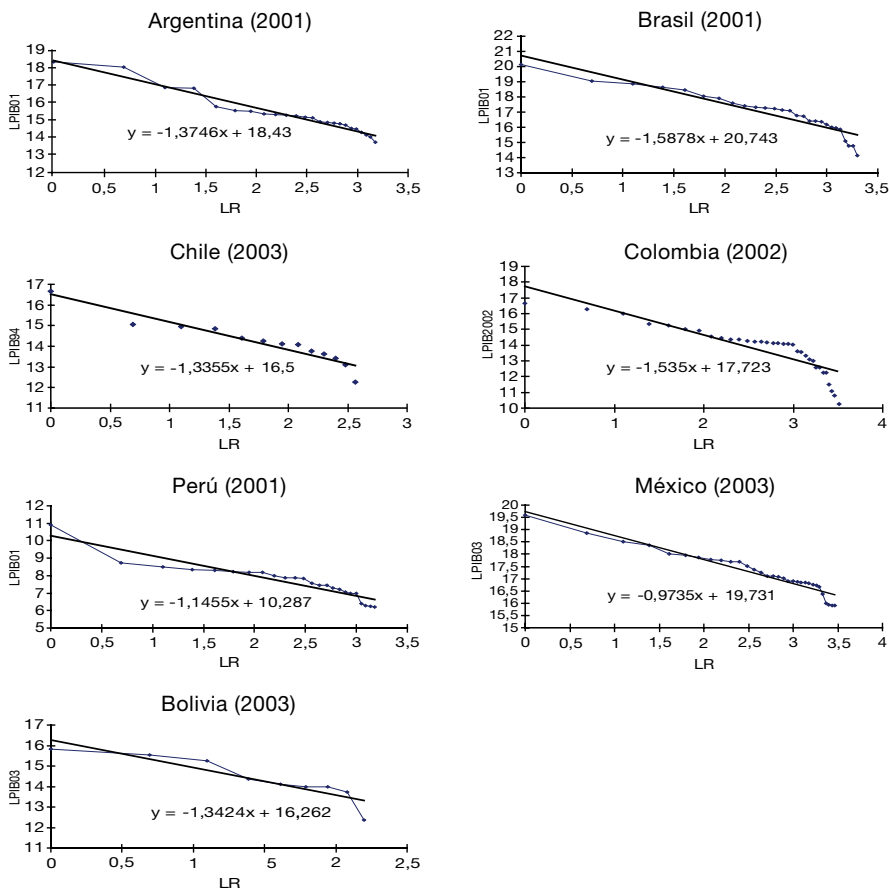 Argentina (2001)
19
18
17
16
15
14
13
12
LPIB01
y = -1,3746x + 18,43
0 0,5 1 1,5 2 2,5 3 3,5
LR
Brasil (2001)
22
21
20
19
18
17
16
15
14
13
LPIB01
y = -1,5878x + 20,743
0 0,5 1 1,5 2 2,5 3 3,5
LR
Chile (2003)
17
16
15
14
13
12
11
LPIB94
y = -1,3355x + 16,5
0 0,5 1 1,5 2 2,5 3
LR
Colombia (2002)
19
18
17
16
15
14
13
12
11
10
LPIB2002
y = -1,535x + 17,723
0 1 2 3 4
LR
Perú (2001)
12
11
10
9
8
7
6
5
LPIB01
y = -1,1455x + 10,287
0 0,5 1 1,5 2 2,5 3 3,5
LR
México (2003)
20
19,5
19
18,5
18
17,5
17
16,5
16
15,5
15
LPIB03
y = -0,9735x + 19,731
0 0,5 1 1,5 2 2,5 3 3,5 4
LR
Bolivia (2003)
17
16
15
14
13
12
11
LPIB03
y = -1,3424x + 16,262
0 0,5 1 5 2 2,5
LR